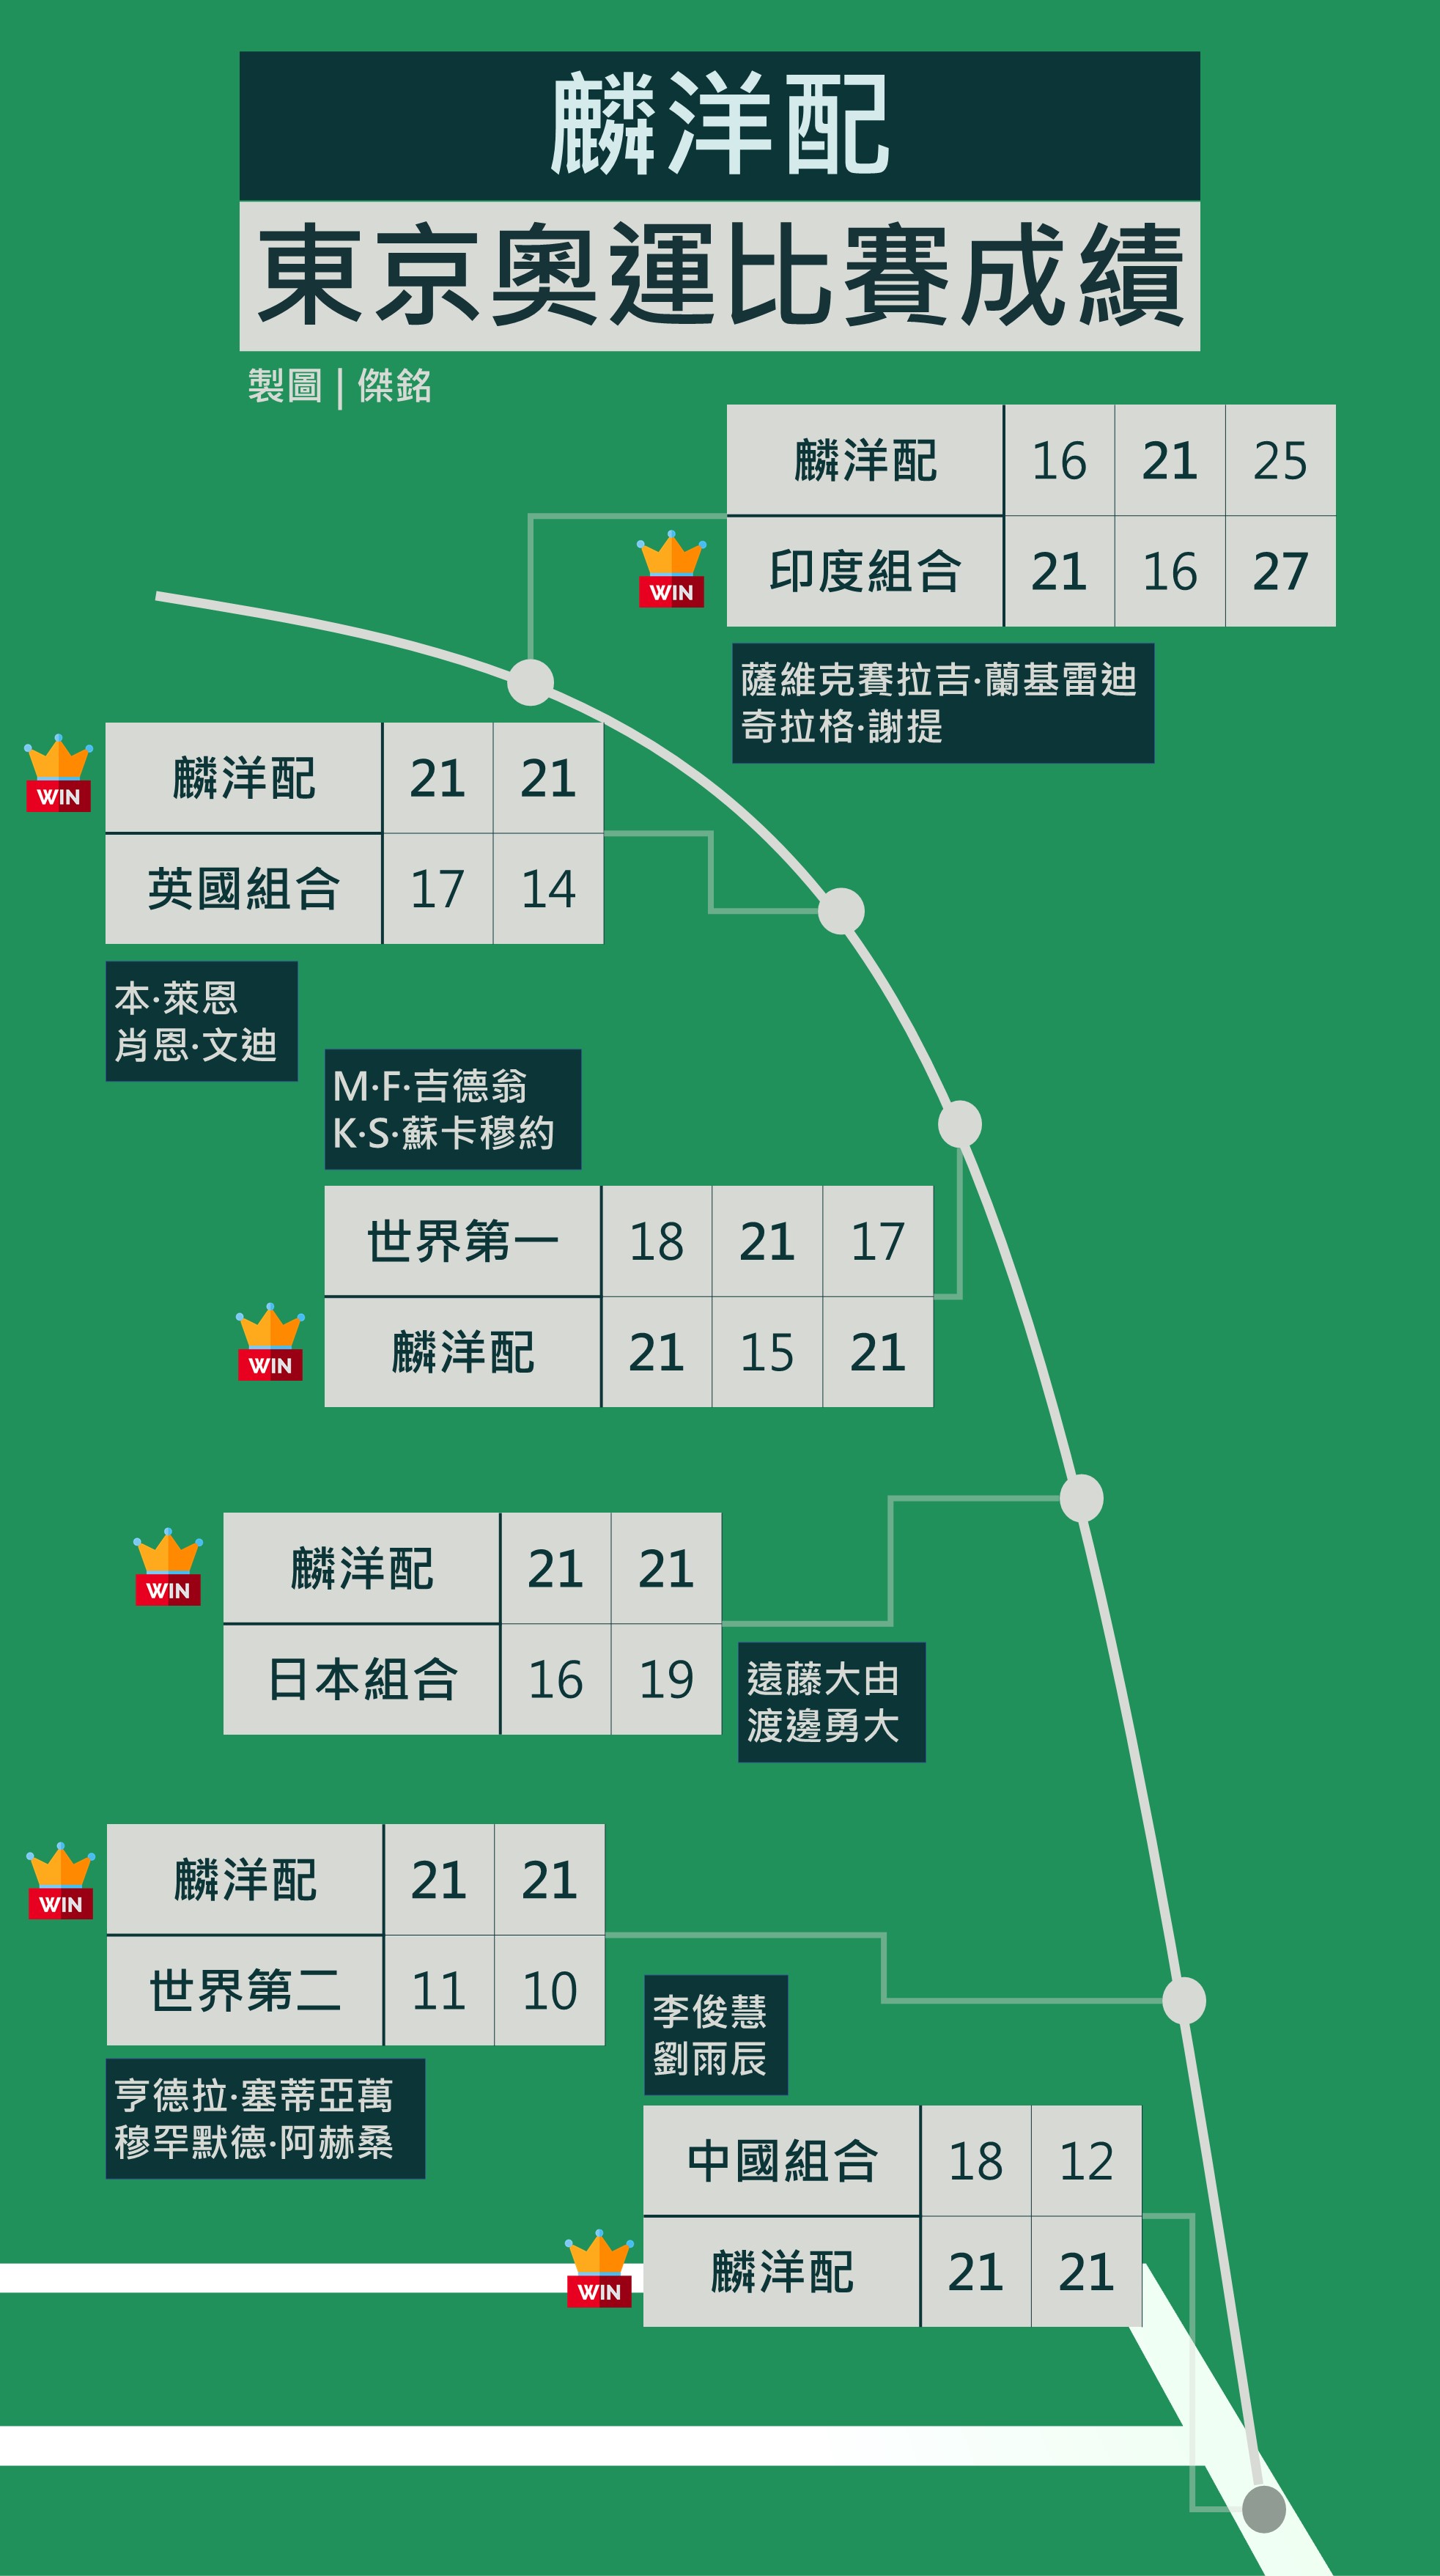 麟洋配
東京奧運比賽成績
製圖 | 傑銘
麟洋配 16 21 25
WIN
印度組合 21 16 27
薩維克賽拉吉·蘭基雷迪
奇拉格·謝提
麟洋配 21 21
WIN
英國組合 17 14
本·萊恩
肖恩·文迪
M·F·吉德翁
K·S·蘇卡穆約
世界第一 18 21 17
麟洋配 21 15 21
WIN
麟洋配 21 21
WIN
日本組合 16 19
遠藤大由
渡邊勇大
麟洋配 21 21
WIN
世界第二 11 10
亨德拉·塞蒂亞萬
穆罕默德·阿赫桑
李俊慧
劉雨辰
中國組合 18 12
麟洋配 21 21
WIN